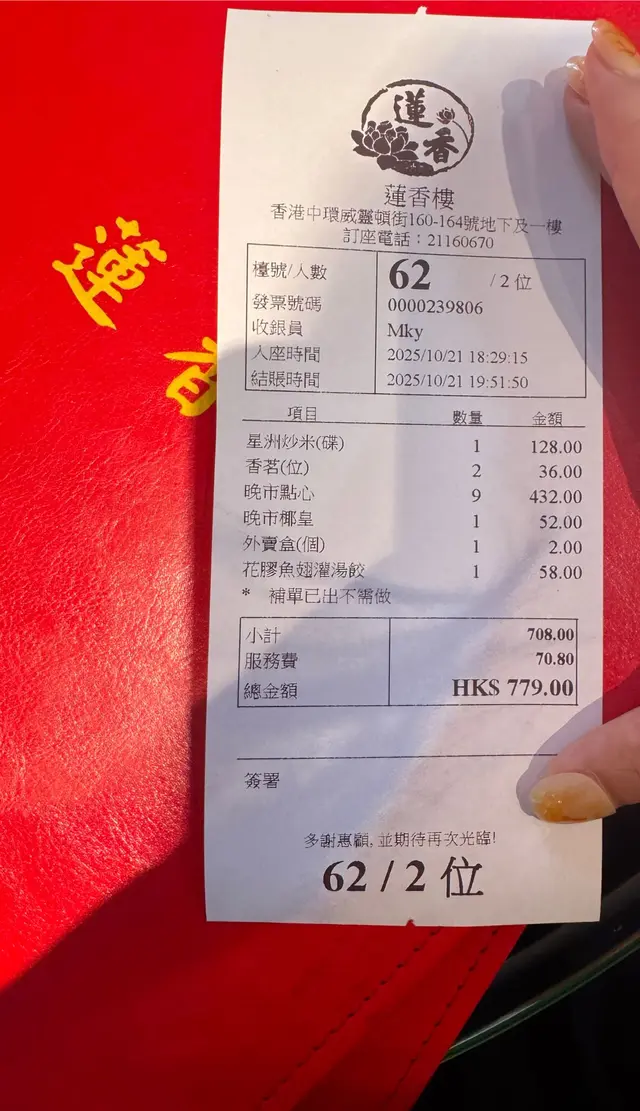 蓮香
蓮香樓
香港中環威靈頓街160-164號地下及一樓
訂座電話：21160670
檯號/人數 62 / 2 位
發票號碼 0000239806
收銀員 Mky
入座時間 2025/10/21 18:29:15
結賬時間 2025/10/21 19:51:50
項目 數量 金額
星洲炒米(碟) 1 128.00
香茗(位) 2 36.00
晚市點心 9 432.00
晚市椰皇 1 52.00
外賣盒(個) 1 2.00
花膠魚翅灌湯餃 1 58.00
* 補單已出不需做
小計 708.00
服務費 70.80
總金額 HK$ 779.00
簽署
多謝惠顧, 並期待再次光臨!
62 / 2 位
蓮
香